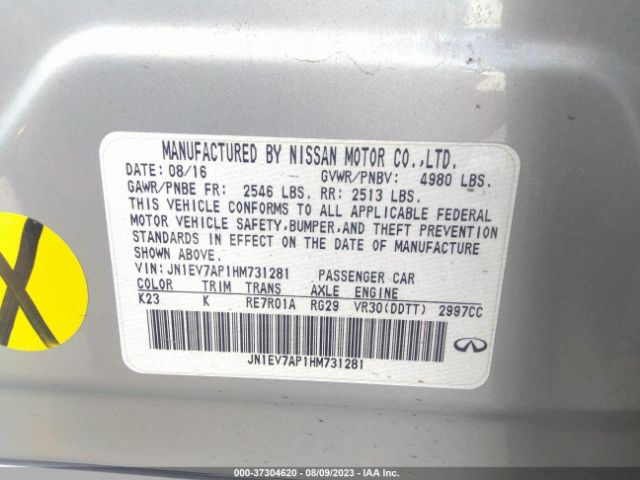 MANUFACTURED BY NISSAN MOTOR CO.,LTD.
DATE: 08/16 GVWR/PNBV: 4980 LBS.
GAWR/PNBE FR: 2546 LBS. RR: 2513 LBS.
THIS VEHICLE CONFORMS TO ALL APPLICABLE FEDERAL
MOTOR VEHICLE SAFETY,BUMPER,AND THEFT PREVENTION
STANDARDS IN EFFECT ON THE DATE OF MANUFACTURE
SHOWN ABOVE.
VIN:JN1EV7AP1HM731281 PASSENGER CAR
COLOR TRIM TRANS AXLE ENGINE
K23 K RE7R01A RG29 VR30(DDTT) 2997CC
JN1EV7AP1HM731281
X
000-37304620 - 08/09/2023 - IAA Inc.